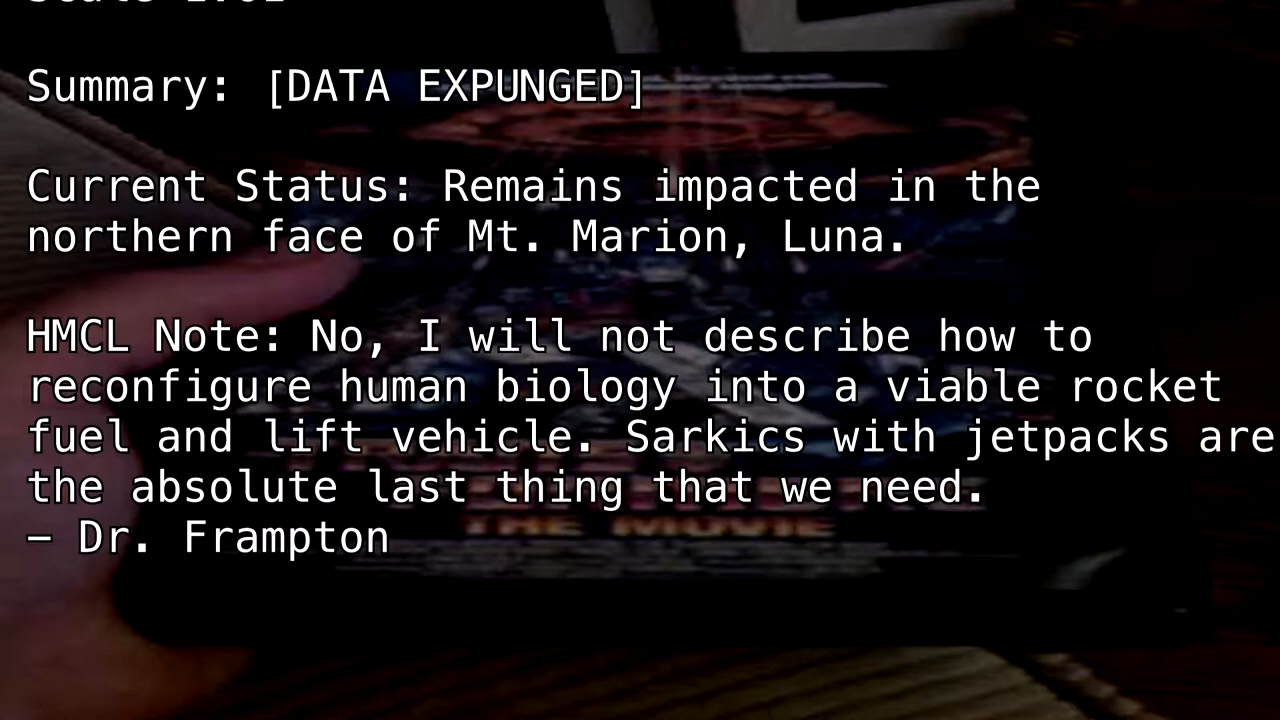 Summary: [DATA EXPUNGED]
Current Status: Remains impacted in the
northern face of Mt. Marion, Luna.
HMCL Note: No, I will not describe how to
reconfigure human biology into a viable rocket
fuel and lift vehicle. Sarkics with jetpacks are
the absolute last thing that we need.
– Dr. Frampton
THE MOVIE